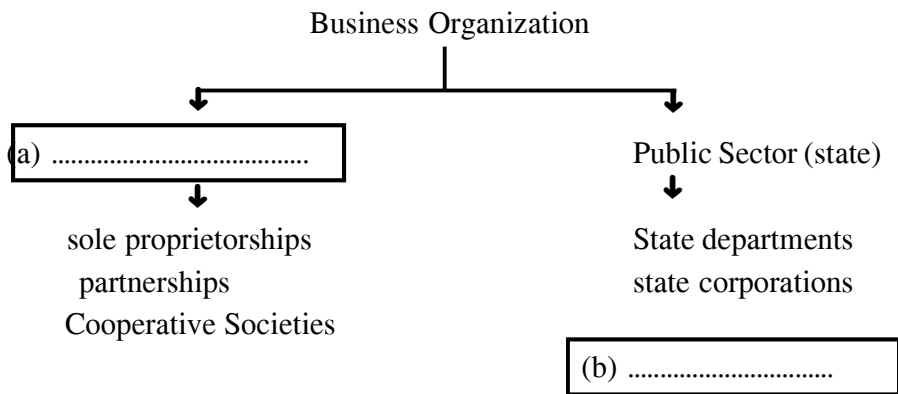 Business Organization
(a) .......................................
Public Sector (state)
sole proprietorships
partnerships
Cooperative Societies
State departments
state corporations
(b) ...............................